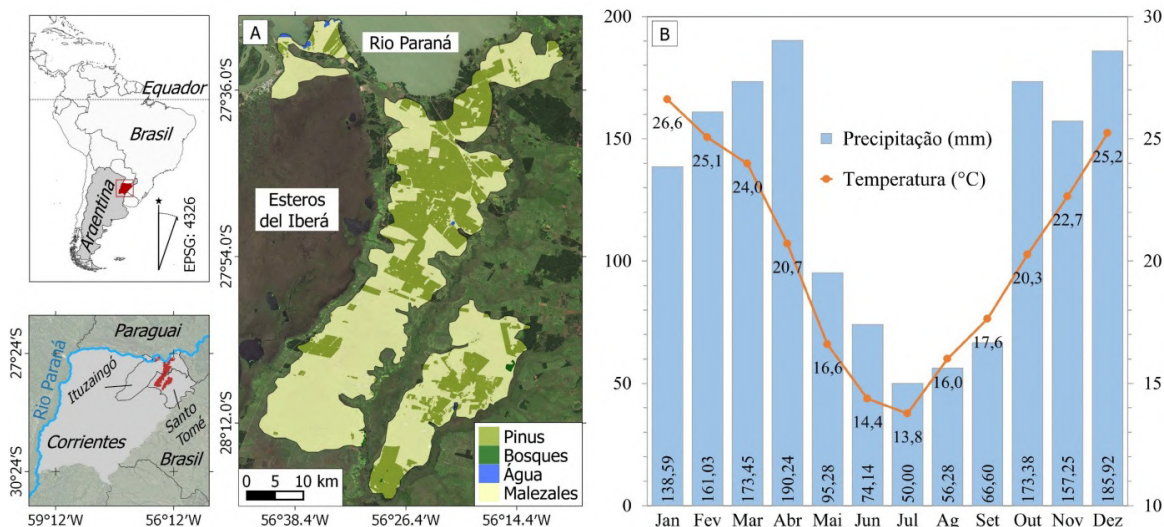 Equador
Brasil
Argentina
EPSG: 4326
27°24'S
30°24'S
Paraguai
Rio Paraná
Ituzaingó
Santo
Tomé
Corrientes
Brasil
59°12'W
56°12'W
A
Rio Paraná
Esteros
del Iberá
27°36.0'S
27°54.0'S
28°12.0'S
Pinus
Bosques
Água
Malezales
0 5 10 km
56°38.4'W
56°26.4'W
56°14.4'W
B
200
150
100
50
0
30
25
20
15
10
Precipitação (mm)
Temperatura (°C)
26,6
25,1
24,0
20,7
16,6
14,4
13,8
16,0
17,6
20,3
22,7
25,2
138,59
161,03
173,45
190,24
95,28
74,14
50,00
56,28
66,60
173,38
157,25
185,92
Jan Fev Mar Abr Mai Jun Jul Ag Set Out Nov Dez